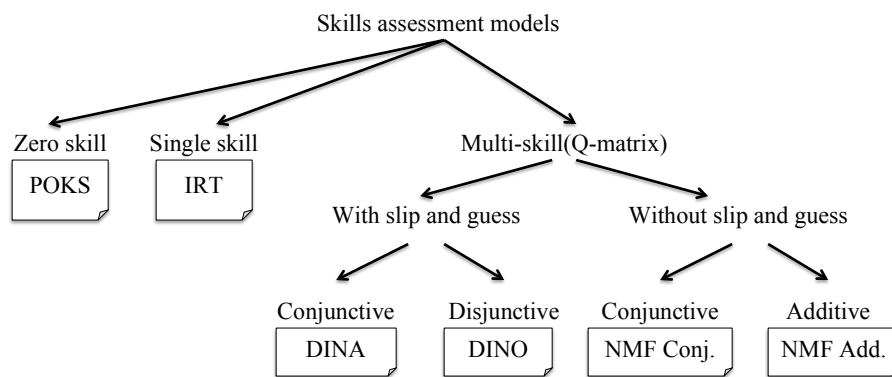 Skills assessment models
Zero skill
Single skill
Multi-skill(Q-matrix)
POKS
IRT
With slip and guess
Without slip and guess
Conjunctive
Disjunctive
Conjunctive
Additive
DINA
DINO
NMF Conj.
NMF Add.